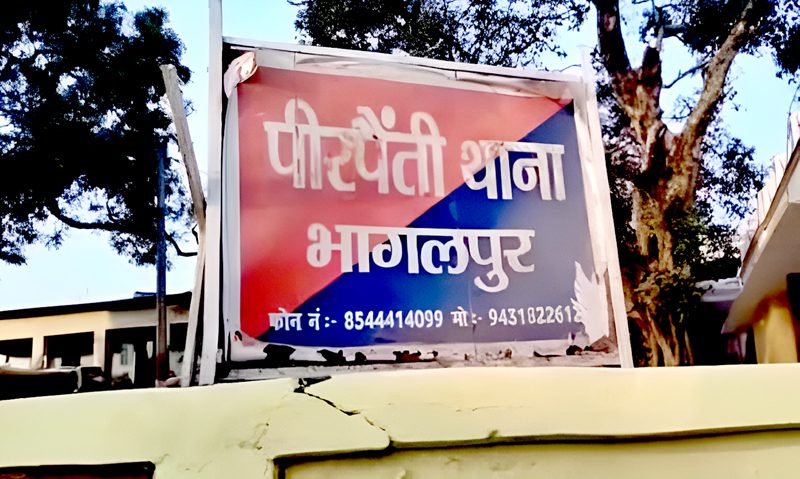 पीरपैंती थाना
भागलपुर
फोन नं :- 8544414099 मो :- 9431822612